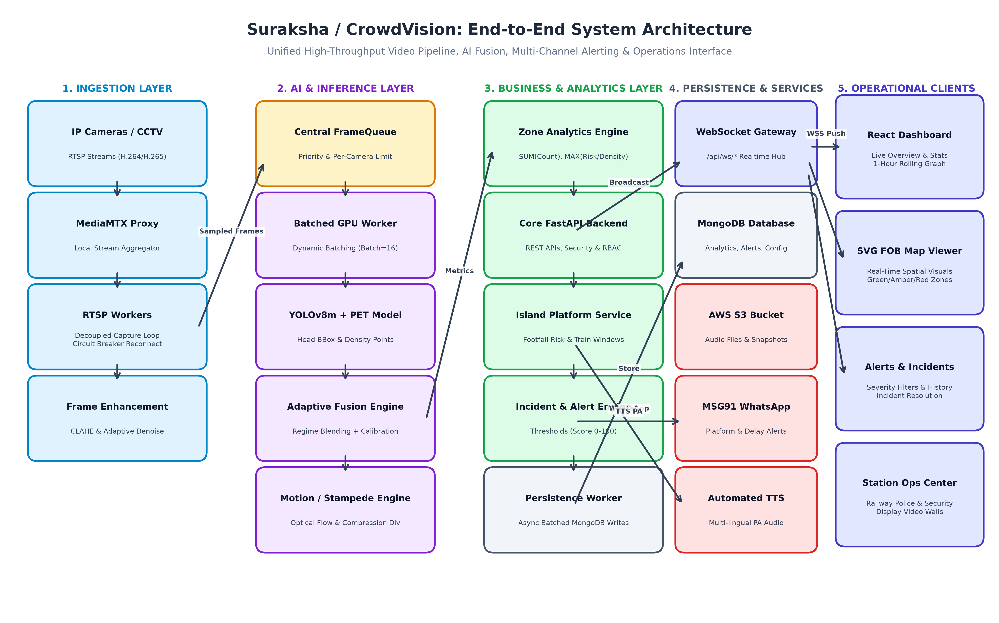 Suraksha / CrowdVision: End-to-End System Architecture
Unified High-Throughput Video Pipeline, AI Fusion, Multi-Channel Alerting & Operations Interface
1. INGESTION LAYER
IP Cameras / CCTV
RTSP Streams (H.264/H.265)
MediaMTX Proxy
Local Stream Aggregator
RTSP Workers
Decoupled Capture Loop
Circuit Breaker Reconnect
Frame Enhancement
CLAHE & Adaptive Denoise
Sampled Frames
2. AI & INFERENCE LAYER
Central FrameQueue
Priority & Per-Camera Limit
Batched GPU Worker
Dynamic Batching (Batch=16)
YOLOv8m + PET Model
Head BBox & Density Points
Adaptive Fusion Engine
Regime Blending + Calibration
Motion / Stampede Engine
Optical Flow & Compression Div
Metrics
3. BUSINESS & ANALYTICS LAYER
Zone Analytics Engine
SUM(Count), MAX(Risk/Density)
Broadcast
Core FastAPI Backend
REST APIs, Security & RBAC
Island Platform Service
Footfall Risk & Train Windows
Store
Incident & Alert Engine
WhatsApp
TTS PA
Thresholds (Score 0-100)
Persistence Worker
Async Batched MongoDB Writes
4. PERSISTENCE & SERVICES
WebSocket Gateway
/api/ws/* Realtime Hub
MongoDB Database
Analytics, Alerts, Config
AWS S3 Bucket
Audio Files & Snapshots
MSG91 WhatsApp
Platform & Delay Alerts
Automated TTS
Multi-lingual PA Audio
WSS Push
5. OPERATIONAL CLIENTS
React Dashboard
Live Overview & Stats
1-Hour Rolling Graph
SVG FOB Map Viewer
Real-Time Spatial Visuals
Green/Amber/Red Zones
Alerts & Incidents
Severity Filters & History
Incident Resolution
Station Ops Center
Railway Police & Security
Display Video Walls